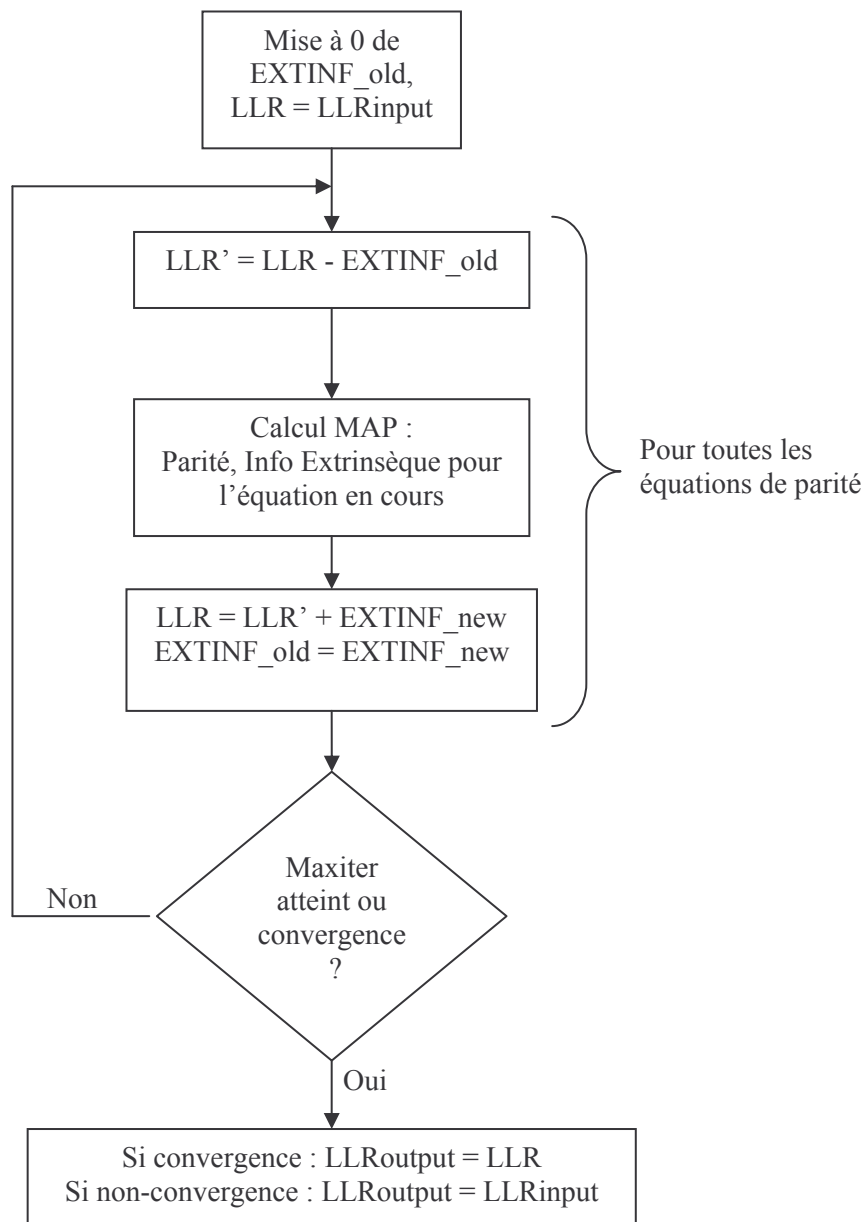 Mise à 0 de
EXTINF_old,
LLR = LLRinput
LLR’ = LLR - EXTINF_old
Calcul MAP :
Parité, Info Extrinsèque pour
l’équation en cours
Pour toutes les
équations de parité
LLR = LLR’ + EXTINF_new
EXTINF_old = EXTINF_new
Maxiter
atteint ou
convergence
?
Non
Oui
Si convergence : LLRoutput = LLR
Si non-convergence : LLRoutput = LLRinput